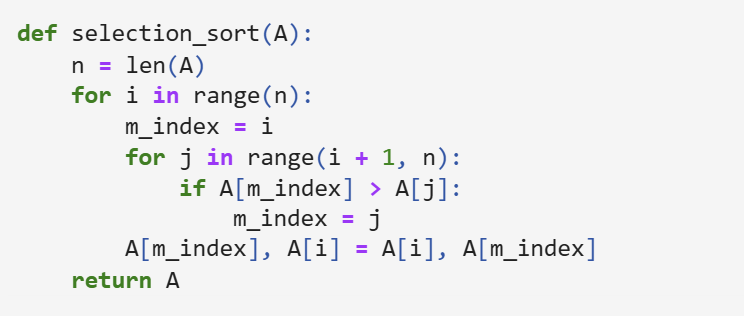 def selection_sort(A):
    n = len(A)
    for i in range(n):
        m_index = i
        for j in range(i + 1, n):
            if A[m_index] > A[j]:
                m_index = j
        A[m_index], A[i] = A[i], A[m_index]
    return A